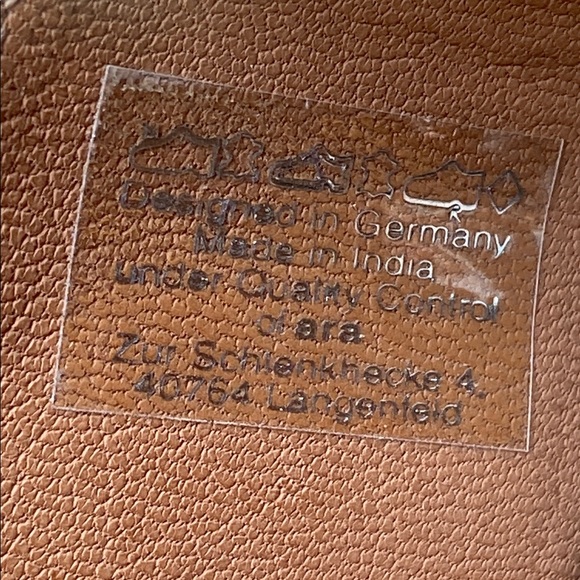 Designed in Germany
Made in India
under Quality Control
of ara
Zur Schlenkhecke 4,
40764 Langenfeld